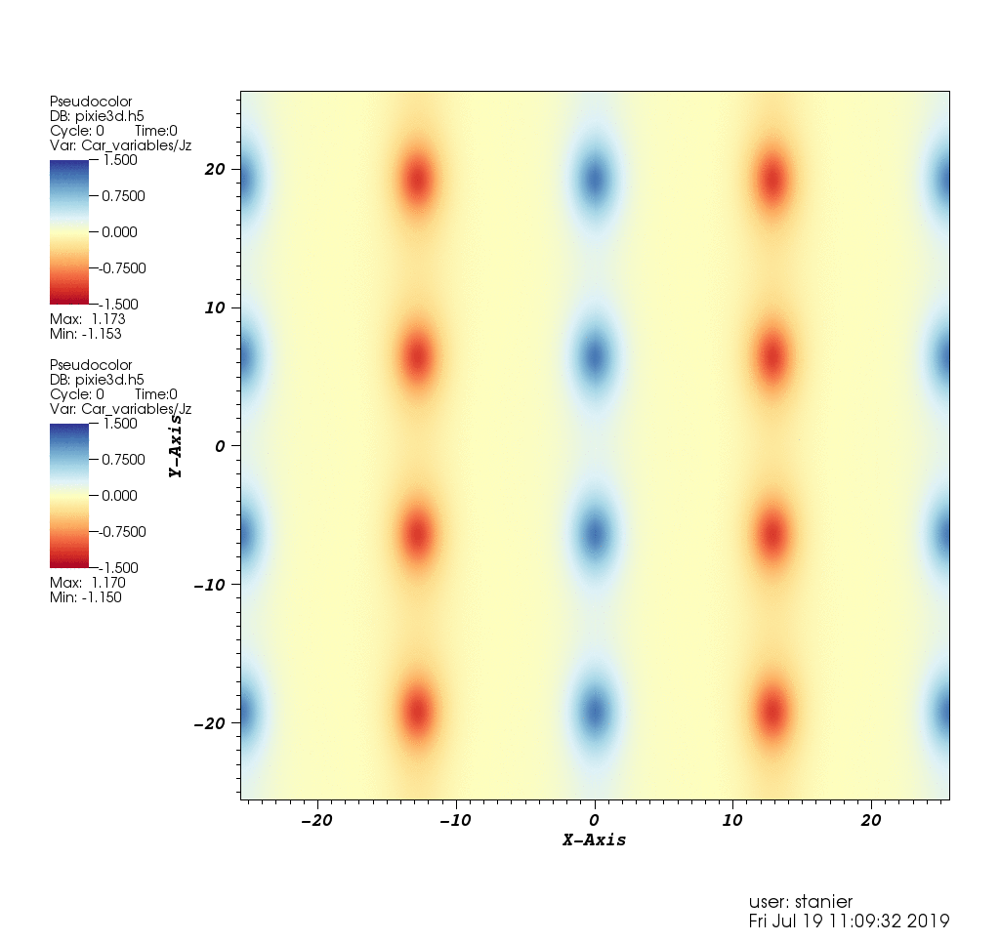 Pseudocolor
DB: pixie3d.h5
Cycle: 0 Time:0
Var: Car_variables/Jz
1.500
0.7500
0.000
-0.7500
-1.500
Max: 1.173
Min: -1.153
Pseudocolor
DB: pixie3d.h5
Cycle: 0 Time:0
Var: Car_variables/Jz
1.500
0.7500
0.000
-0.7500
-1.500
Max: 1.170
Min: -1.150
Y-Axis
20
10
0
-10
-20
-20 -10 0 10 20
X-Axis
user: stanier
Fri Jul 19 11:09:32 2019